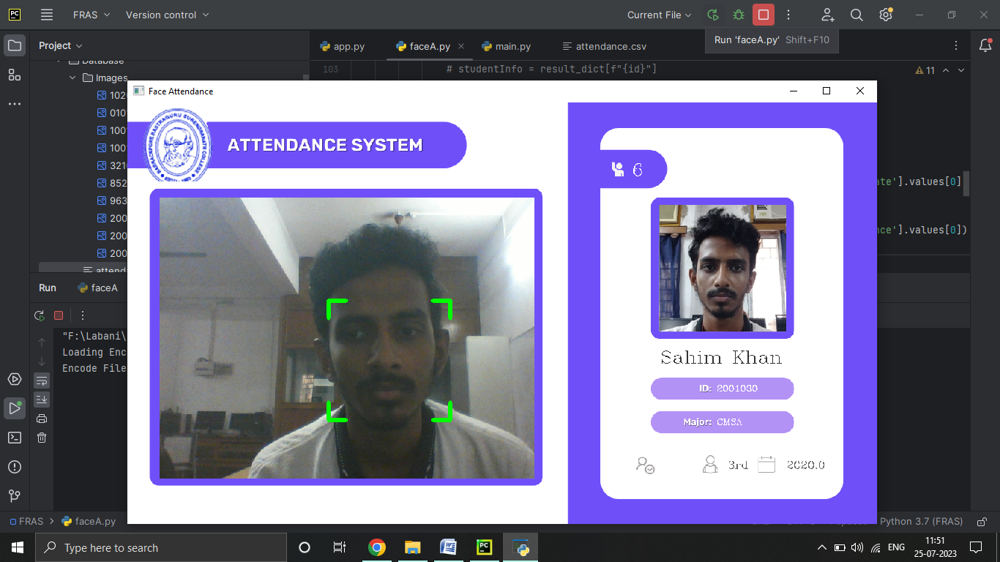 FRAS
Version control
Current File
Run 'faceA.py' Shift+F10
Project
app.py
faceA.py
main.py
attendance.csv
Database
Images
103
# studentInfo = result_dict[f"{id}"]
11
102
010
100
100
321
852
963
200
200
200
attend
Face Attendance
ATTENDANCE SYSTEM
6
Sahim Khan
ID: 2001030
Major: CMSA
3rd
2020.0
ate'].values[0]
nce'].values[0])
Run
faceA
"F:\Labani\
Loading Enc
Encode File
FRAS > faceA.py
Python 3.7 (FRAS)
Type here to search
ENG
11:51
25-07-2023